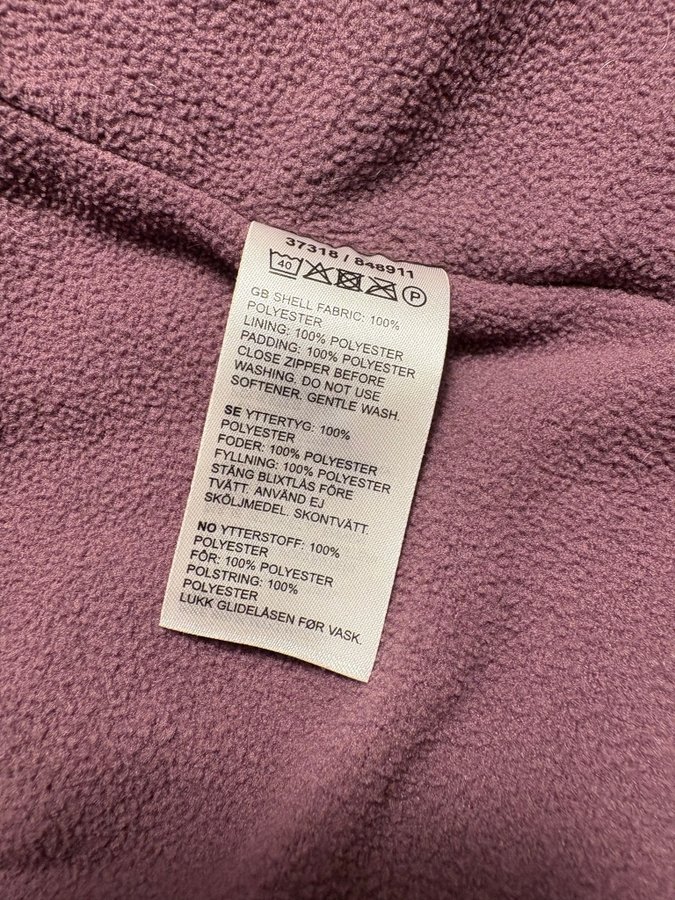 37318 / 848911
40 P
GB SHELL FABRIC: 100%
POLYESTER
LINING: 100% POLYESTER
PADDING: 100% POLYESTER
CLOSE ZIPPER BEFORE
WASHING. DO NOT USE
SOFTENER. GENTLE WASH.
SE YTTERTYG: 100%
POLYESTER
FODER: 100% POLYESTER
FYLLNING: 100% POLYESTER
STÄNG BLIXTLÅS FÖRE
TVÄTT. ANVÄND EJ
SKÖLJMEDEL. SKONTVÄTT.
NO YTTERSTOFF: 100%
POLYESTER
FÔR: 100% POLYESTER
POLSTRING: 100%
POLYESTER
LUKK GLIDELÅSEN FØR VASK.